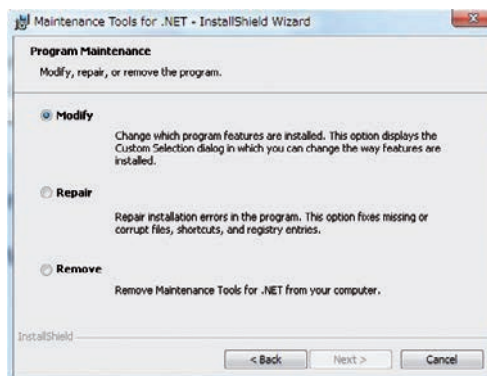 Maintenance Tools for .NET - InstallShield Wizard
Program Maintenance
Modify, repair, or remove the program.
Modify
Change which program features are installed. This option displays the
Custom Selection dialog in which you can change the way features are
installed.
Repair
Repair installation errors in the program. This option fixes missing or
corrupt files, shortcuts, and registry entries.
Remove
Remove Maintenance Tools for .NET from your computer.
InstallShield
< Back Next > Cancel